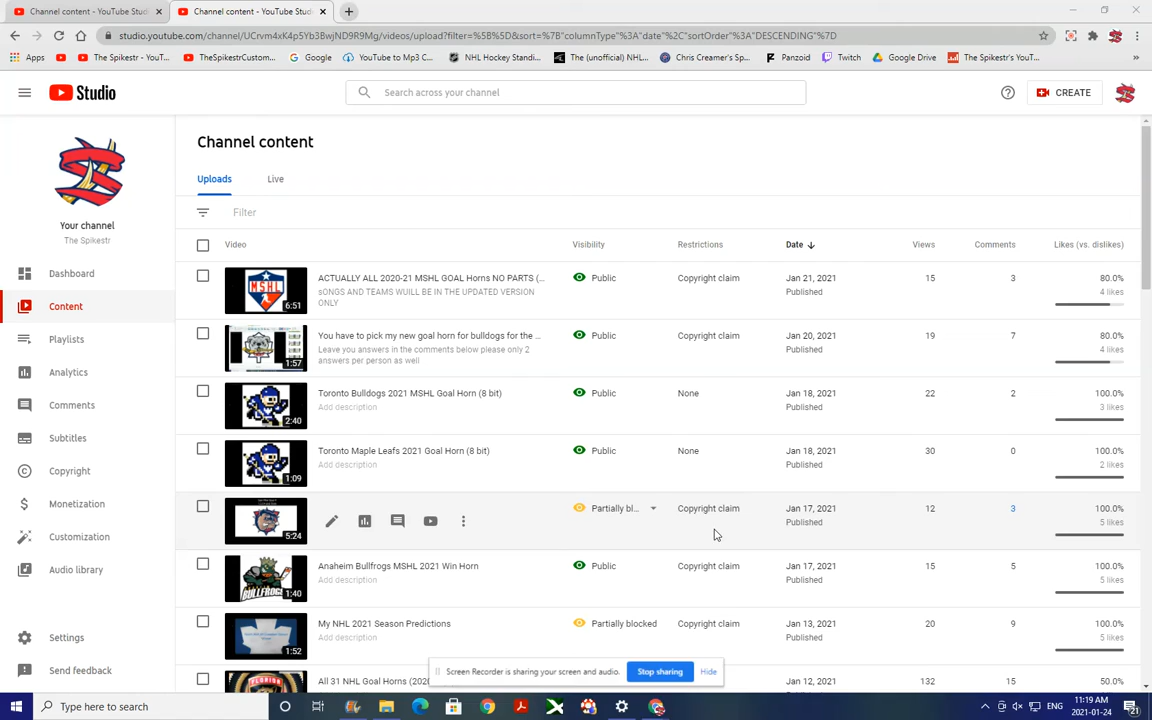 Channel content - YouTube Studio
Channel content - YouTube Studio
studio.youtube.com/channel/UCrvm4xK4p5Yb3BwjND9R9Mg/videos/upload?filter=%5B%5D&sort=%7B"columnType"%3A"date"%2C"sortOrder"%3A"DESCENDING"%7D
Apps
The Spikestr - YouT...
TheSpikestrCustom...
Google
YouTube to Mp3 C...
NHL Hockey Standi...
The (unofficial) NHL...
Chris Creamer's Sp...
Panzoid
Twitch
Google Drive
The Spikestr's YouT...
Studio
Search across your content
CREATE
Channel content
Uploads
Live
Your channel
The Spikestr
Filter
Video
Visibility
Restrictions
Date
Views
Comments
Likes (vs. dislikes)
Dashboard
Content
Playlists
Analytics
Comments
Subtitles
Copyright
Monetization
Customization
Audio library
Settings
Send feedback
MSHL
6:51
ACTUALLY ALL 2020-21 MSHL GOAL Horns NO PARTS (...
sONGS AND TEAMS WUILL BE IN THE UPDATED VERSION
ONLY
Public
Copyright claim
Jan 21, 2021
Published
15
3
80.0%
4 likes
1:57
You have to pick my new goal horn for bulldogs for the ...
Leave you answers in the comments below please only 2
answers per person as well
Public
Copyright claim
Jan 20, 2021
Published
19
7
80.0%
4 likes
2:40
Toronto Bulldogs 2021 MSHL Goal Horn (8 bit)
Add description
Public
None
Jan 18, 2021
Published
22
2
100.0%
3 likes
1:09
Toronto Maple Leafs 2021 Goal Horn (8 bit)
Add description
Public
None
Jan 18, 2021
Published
30
0
100.0%
2 likes
5:24
Partially bl...
Copyright claim
Jan 17, 2021
Published
12
3
100.0%
5 likes
BULLFROGS
1:40
Anaheim Bullfrogs MSHL 2021 Win Horn
Add description
Public
Copyright claim
Jan 17, 2021
Published
15
5
100.0%
5 likes
1:52
My NHL 2021 Season Predictions
Add description
Partially blocked
Copyright claim
Jan 13, 2021
Published
20
9
100.0%
5 likes
FLORIDA
All 31 NHL Goal Horns (202
Copyright claim
Jan 12, 2021
132
15
50.0%
Screen Recorder is sharing your screen and audio.
Stop sharing
Hide
Type here to search
ENG
11:19 AM
2021-01-24
21